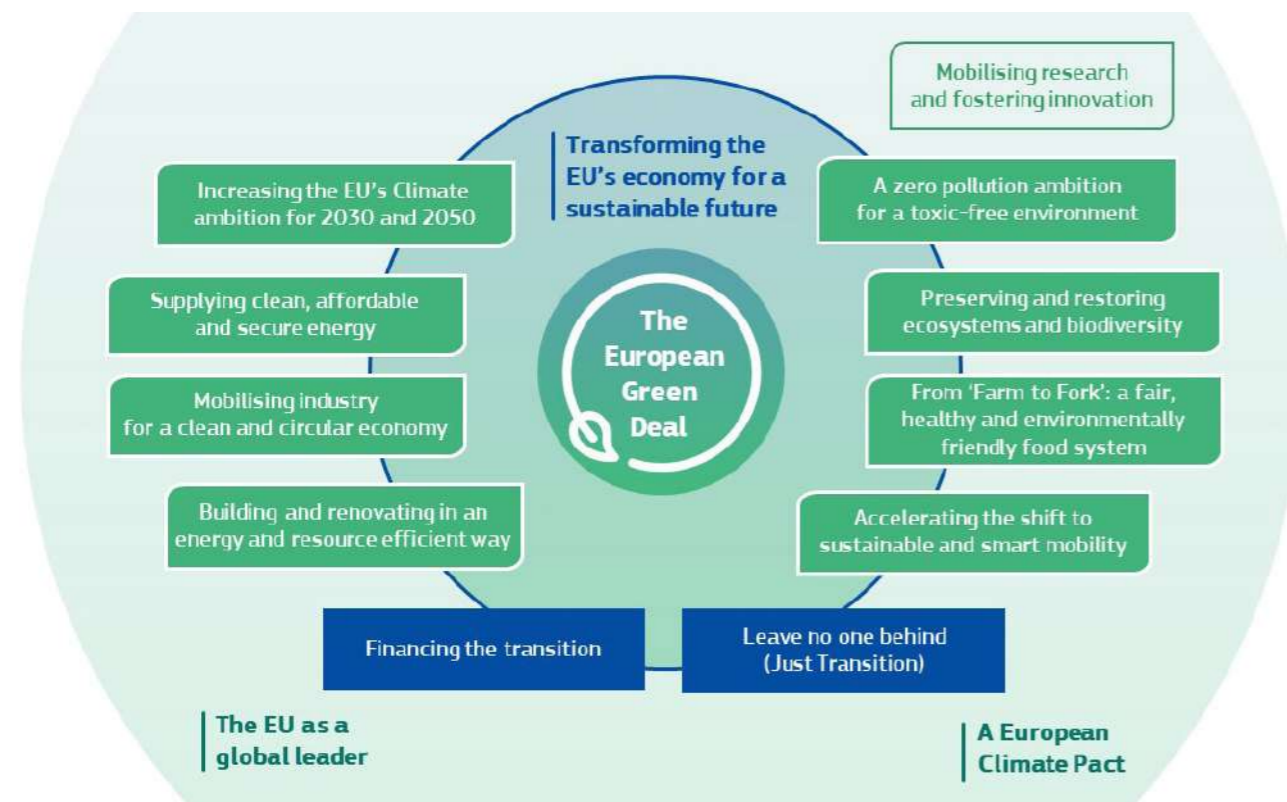 Mobilising research
and fostering innovation
Transforming the
EU's economy for a
sustainable future
Increasing the EU's Climate
ambition for 2030 and 2050
A zero pollution ambition
for a toxic-free environment
Supplying clean, affordable
and secure energy
Preserving and restoring
ecosystems and biodiversity
The
European
Green
Deal
Mobilising industry
for a clean and circular economy
From ‘Farm to Fork’: a fair,
healthy and environmentally
friendly food system
Building and renovating in an
energy and resource efficient way
Accelerating the shift to
sustainable and smart mobility
Financing the transition
Leave no one behind
(Just Transition)
The EU as a
global leader
A European
Climate Pact